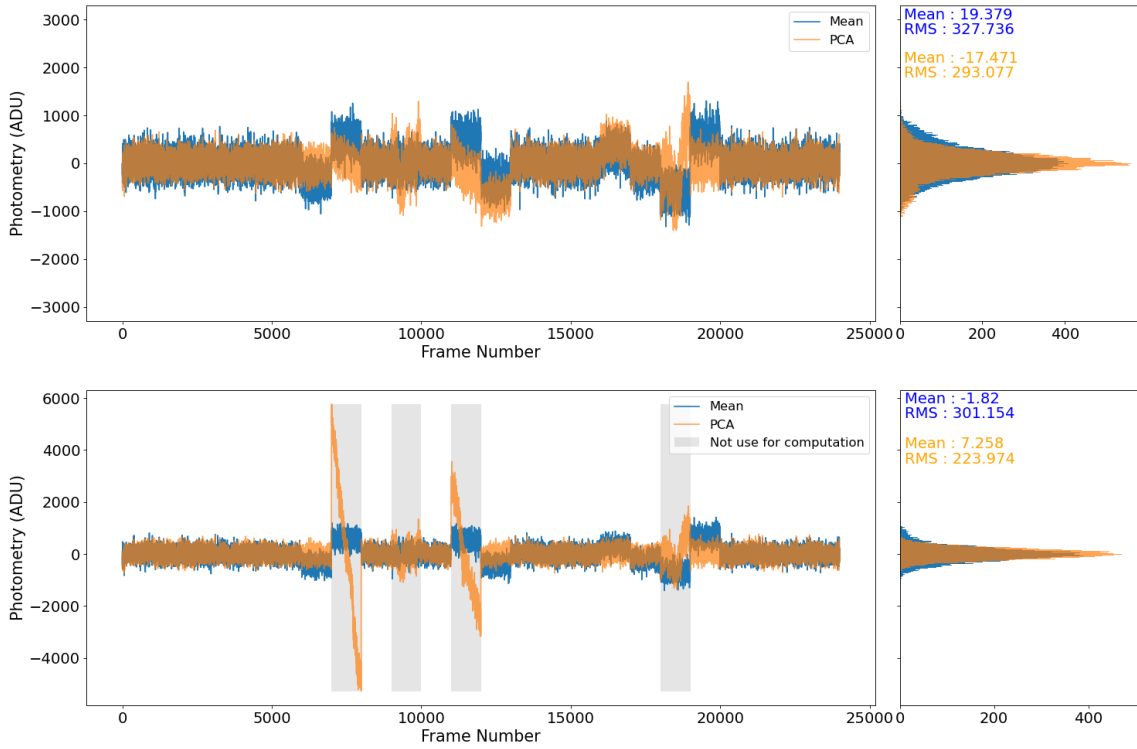 3000
2000
1000
0
−1000
−2000
−3000
Photometry (ADU)
Mean
PCA
0
5000
10000
15000
20000
25000
Frame Number
Mean : 19.379
RMS : 327.736
Mean : -17.471
RMS : 293.077
0
200
400
6000
4000
2000
0
−2000
−4000
Photometry (ADU)
Mean
PCA
Not use for computation
0
5000
10000
15000
20000
25000
Frame Number
Mean : -1.82
RMS : 301.154
Mean : 7.258
RMS : 223.974
0
200
400